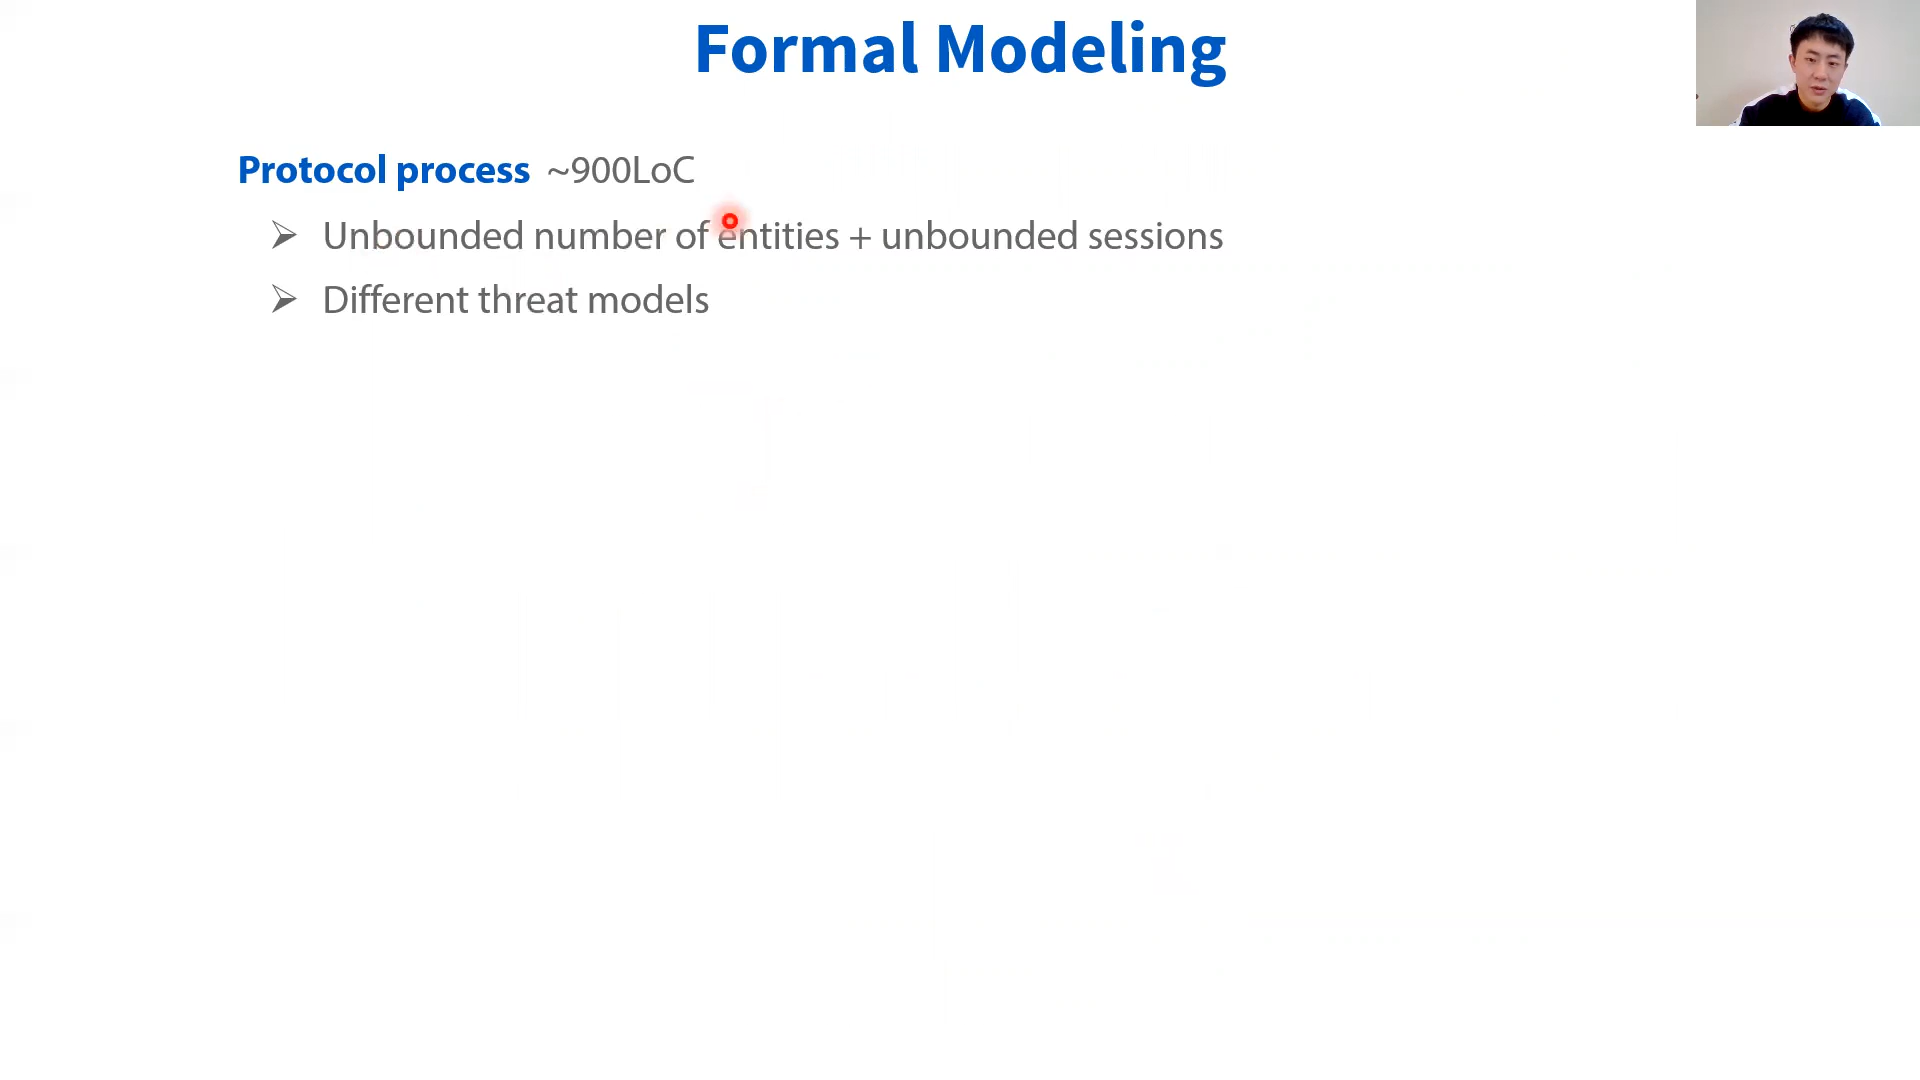 Formal Modeling
Protocol process ~900LoC
Unbounded number of entities + unbounded sessions
Different threat models